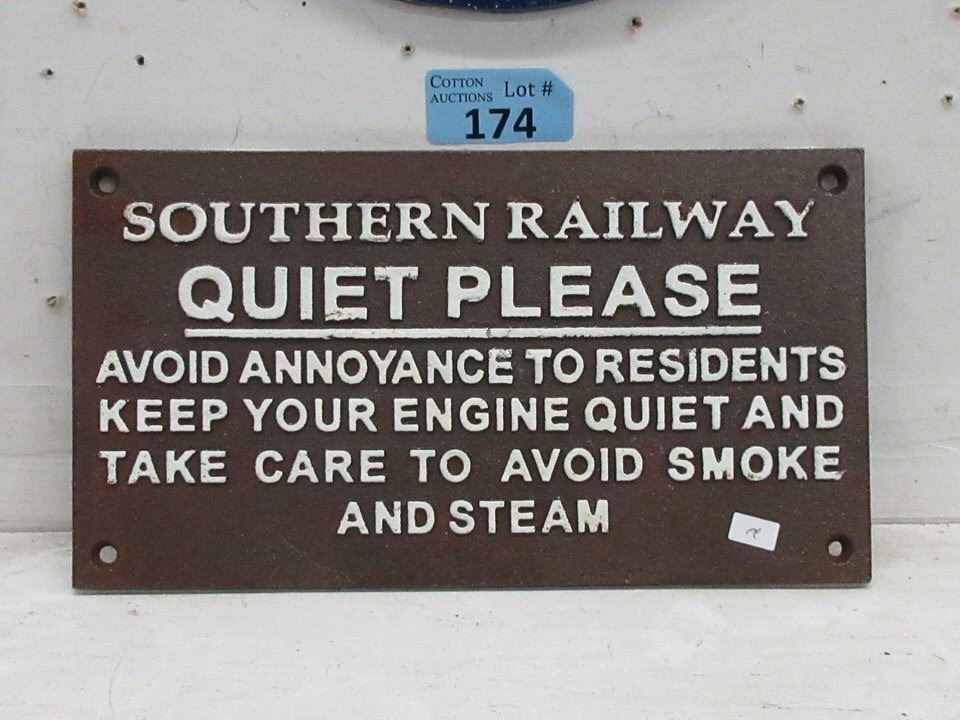 COTTON
AUCTIONS Lot #
174
SOUTHERN RAILWAY
QUIET PLEASE
AVOID ANNOYANCE TO RESIDENTS
KEEP YOUR ENGINE QUIET AND
TAKE CARE TO AVOID SMOKE
AND STEAM